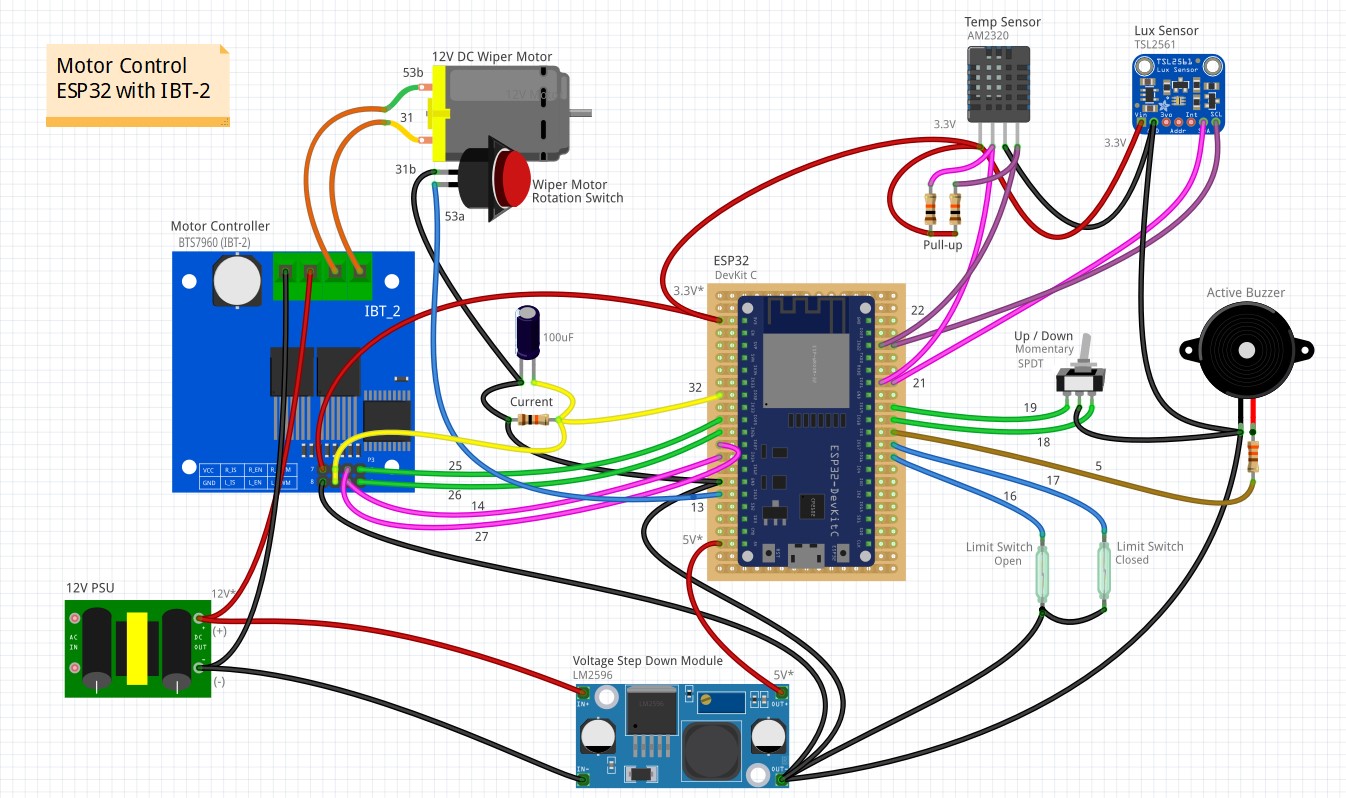 Motor Control
ESP32 with IBT-2
12V DC Wiper Motor
53b
31
31b
53a
Wiper Motor
Rotation Switch
Temp Sensor
AM2320
3.3V
Pull-up
Lux Sensor
TSL2561
TSL2561
Lux Sensor
Vin
3vo
Addr
Int
SCL
3.3V
Motor Controller
BTS7960 (IBT-2)
IBT_2
P3
7
8
VCC
R_IS
R_EN
GND
L_IS
L_EN
100uF
Current
ESP32
DevKit C
3.3V*
32
25
26
14
27
13
5V*
ESP32-DevKitC
22
21
19
18
5
17
16
Up / Down
Momentary
SPDT
Active Buzzer
Limit Switch
Open
Limit Switch
Closed
12V PSU
12V*
(+)
(-)
AC
IN
DC
OUT
+
-
Voltage Step Down Module
LM2596
5V*
IN+
OUT+
LM2596
IN-
OUT-